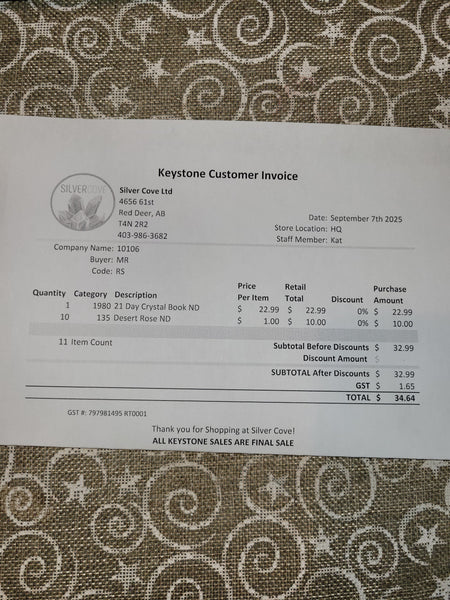 Keystone Customer Invoice
SILVERCOVE
Silver Cove Ltd
4656 61st
Red Deer, AB
T4N 2R2
403-986-3682
Date: September 7th 2025
Store Location: HQ
Staff Member: Kat
Company Name: 10106
Buyer: MR
Code: RS
Quantity Category Description Price Per Item Retail Total Discount Purchase Amount
1 1980 21 Day Crystal Book ND $ 22.99 $ 22.99 0% $ 22.99
10 135 Desert Rose ND $ 1.00 $ 10.00 0% $ 10.00
11 Item Count
Subtotal Before Discounts $ 32.99
Discount Amount $
SUBTOTAL After Discounts $ 32.99
GST $ 1.65
TOTAL $ 34.64
GST #: 797981495 RT0001
Thank you for Shopping at Silver Cove!
ALL KEYSTONE SALES ARE FINAL SALE